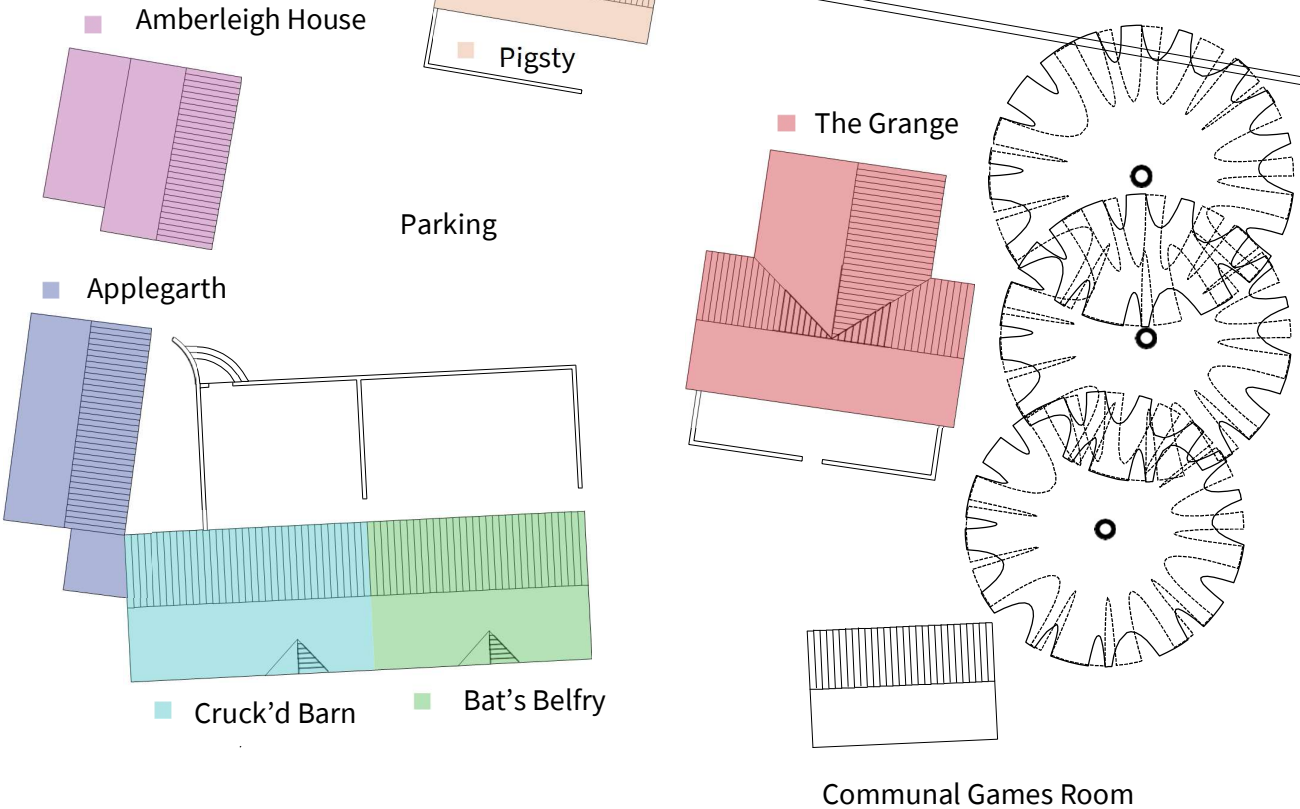 Amberleigh House
Pigsty
The Grange
Parking
Applegarth
Cruck’d Barn
Bat’s Belfry
Communal Games Room